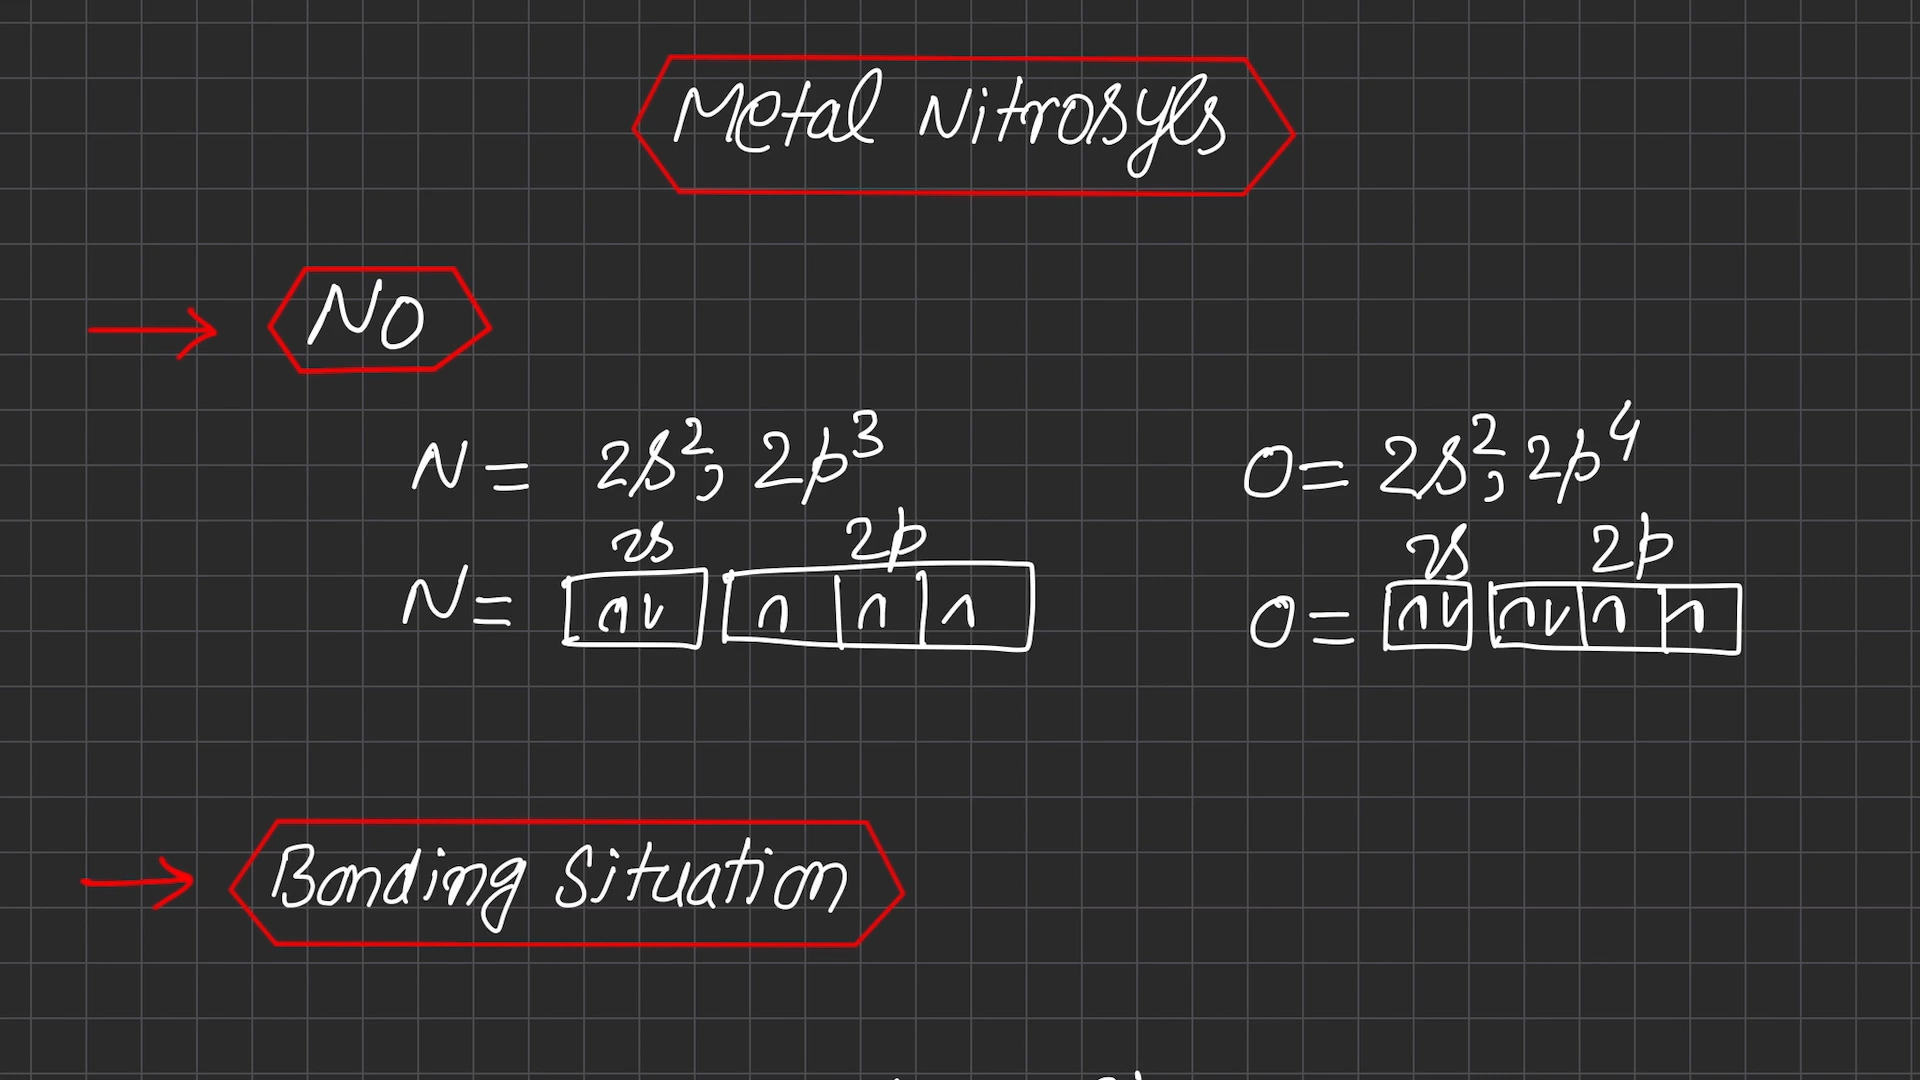 Metal Nitrosyls
NO
N = 2s², 2p³
O = 2s², 2p⁴
2s 2p
2s 2p
N =
O =
Bonding Situation